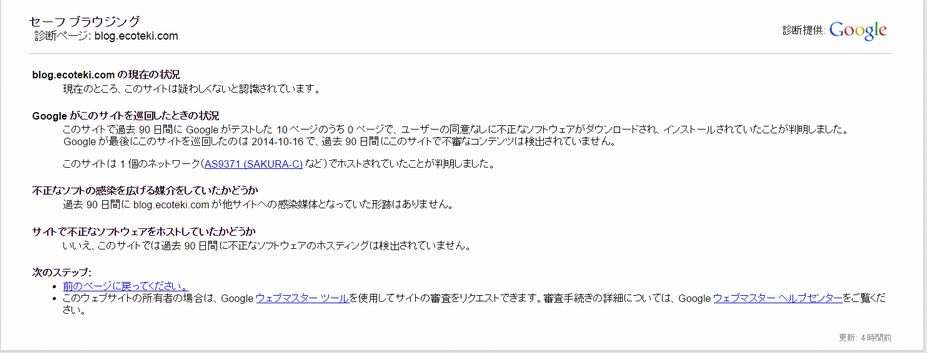 セーフ ブラウジング
診断ページ: blog.ecoteki.com
診断提供: Google
blog.ecoteki.com の現在の状況
現在のところ、このサイトは疑わしくないと認識されています。
Google がこのサイトを巡回したときの状況
このサイトで過去 90 日間に Google がテストした 10 ページのうち 0 ページで、ユーザーの同意なしに不正なソフトウェアがダウンロードされ、インストールされていたことが判明しました。
Google が最後にこのサイトを巡回したのは 2014-10-16 で、過去 90 日間にこのサイトで不審なコンテンツは検出されていません。
このサイトは 1 個のネットワーク(AS9371 (SAKURA-C) など)でホストされていたことが判明しました。
不正なソフトの感染を広げる媒介をしていたかどうか
過去 90 日間に blog.ecoteki.com が他サイトへの感染媒体となっていた形跡はありません。
サイトで不正なソフトウェアをホストしていたかどうか
いいえ、このサイトでは過去 90 日間に不正なソフトウェアのホスティングは検出されていません。
次のステップ:
• 前のページに戻ってください。
• このウェブサイトの所有者の場合は、Google ウェブマスター ツールを使用してサイトの審査をリクエストできます。審査手続きの詳細については、Google ウェブマスター ヘルプセンターをご覧くだ
さい。
更新: 4 時間前